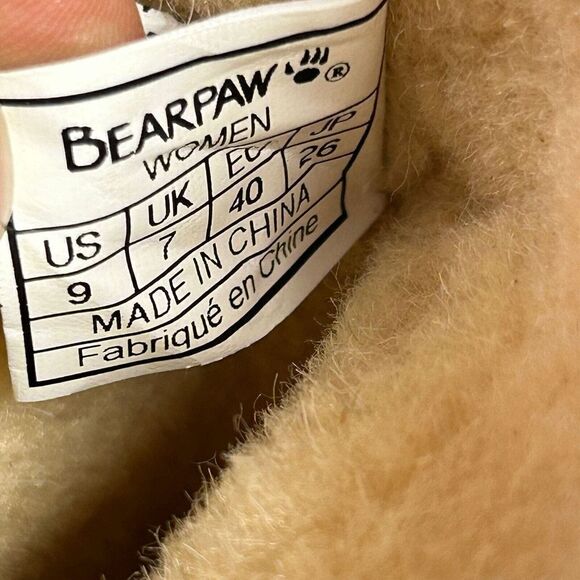 BEARPAW ®
WOMEN
US UK EU JP
9 7 40 26
MADE IN CHINA
Fabriqué en Chine